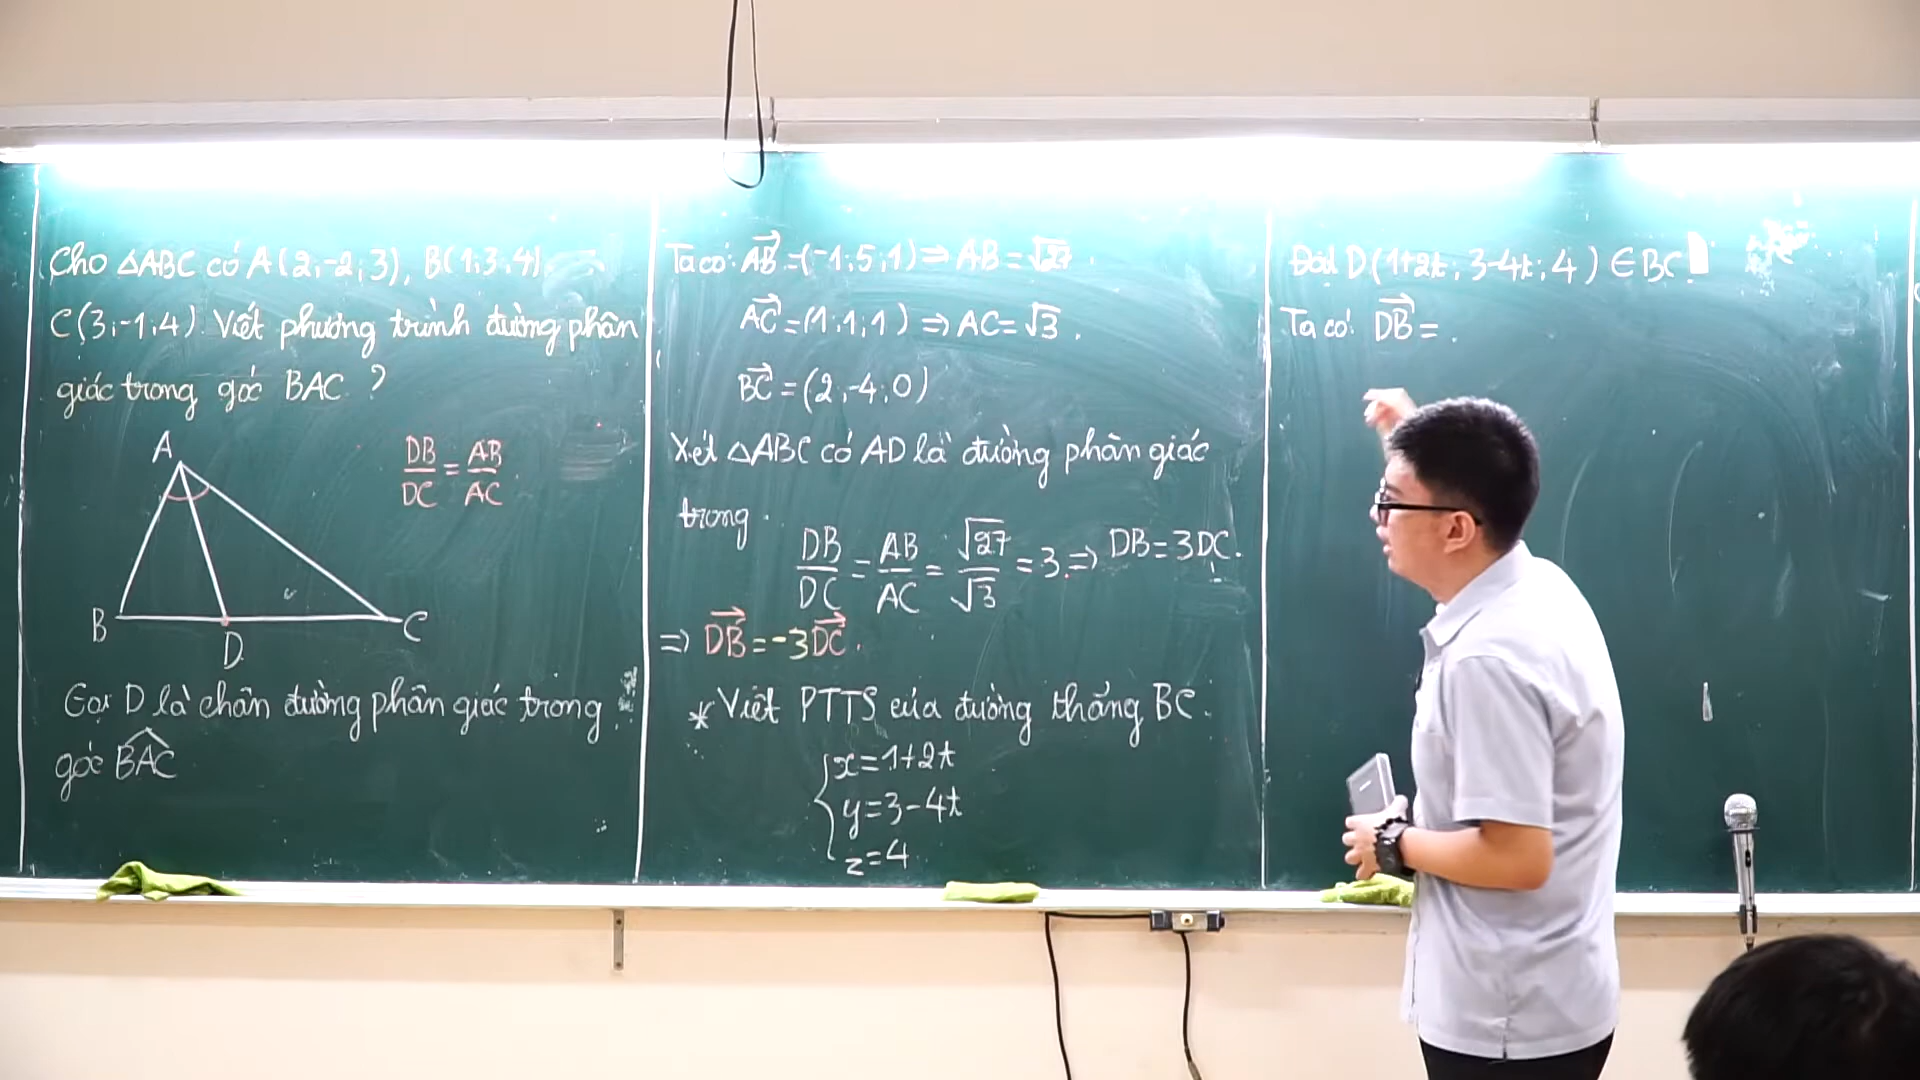 Cho △ABC có A(2;-2;3), B(1;3;4)
C(3;-1;4). Viết phương trình đường phân
giác trong góc BAC ?
A
B
D
C
DB/DC = AB/AC
Gọi D là chân đường phân giác trong
góc BAC
Ta có: AB→ = (-1;5;1) ⇒ AB = √27.
AC→ = (1;1;1) ⇒ AC = √3.
BC→ = (2;-4;0)
Xét △ABC có AD là đường phân giác
trong.
DB/DC = AB/AC = √27/√3 = 3. ⇒ DB = 3DC.
⇒ DB→ = -3DC→.
* Viết PTTS của đường thẳng BC.
x = 1+2t
y = 3-4t
z = 4
D(1+2t; 3-4t; 4) ∈ BC
Ta có: DB→ = .